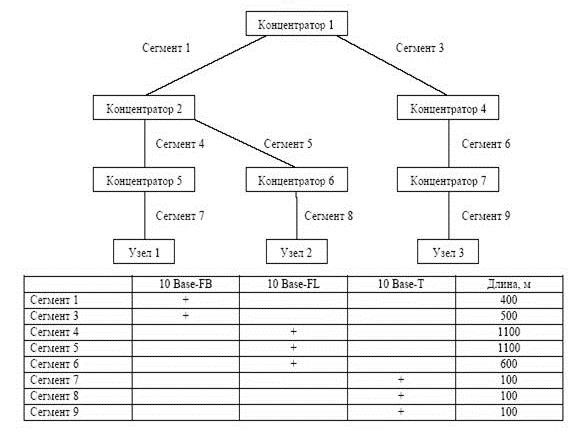 Концентратор 1
Сегмент 1
Сегмент 3
Концентратор 2
Концентратор 4
Сегмент 4
Сегмент 5
Сегмент 6
Концентратор 5
Концентратор 6
Концентратор 7
Сегмент 7
Сегмент 8
Сегмент 9
Узел 1
Узел 2
Узел 3
10 Base-FB 10 Base-FL 10 Base-T Длина, м
Сегмент 1 + 400
Сегмент 3 + 500
Сегмент 4 + 1100
Сегмент 5 + 1100
Сегмент 6 + 600
Сегмент 7 + 100
Сегмент 8 + 100
Сегмент 9 + 100